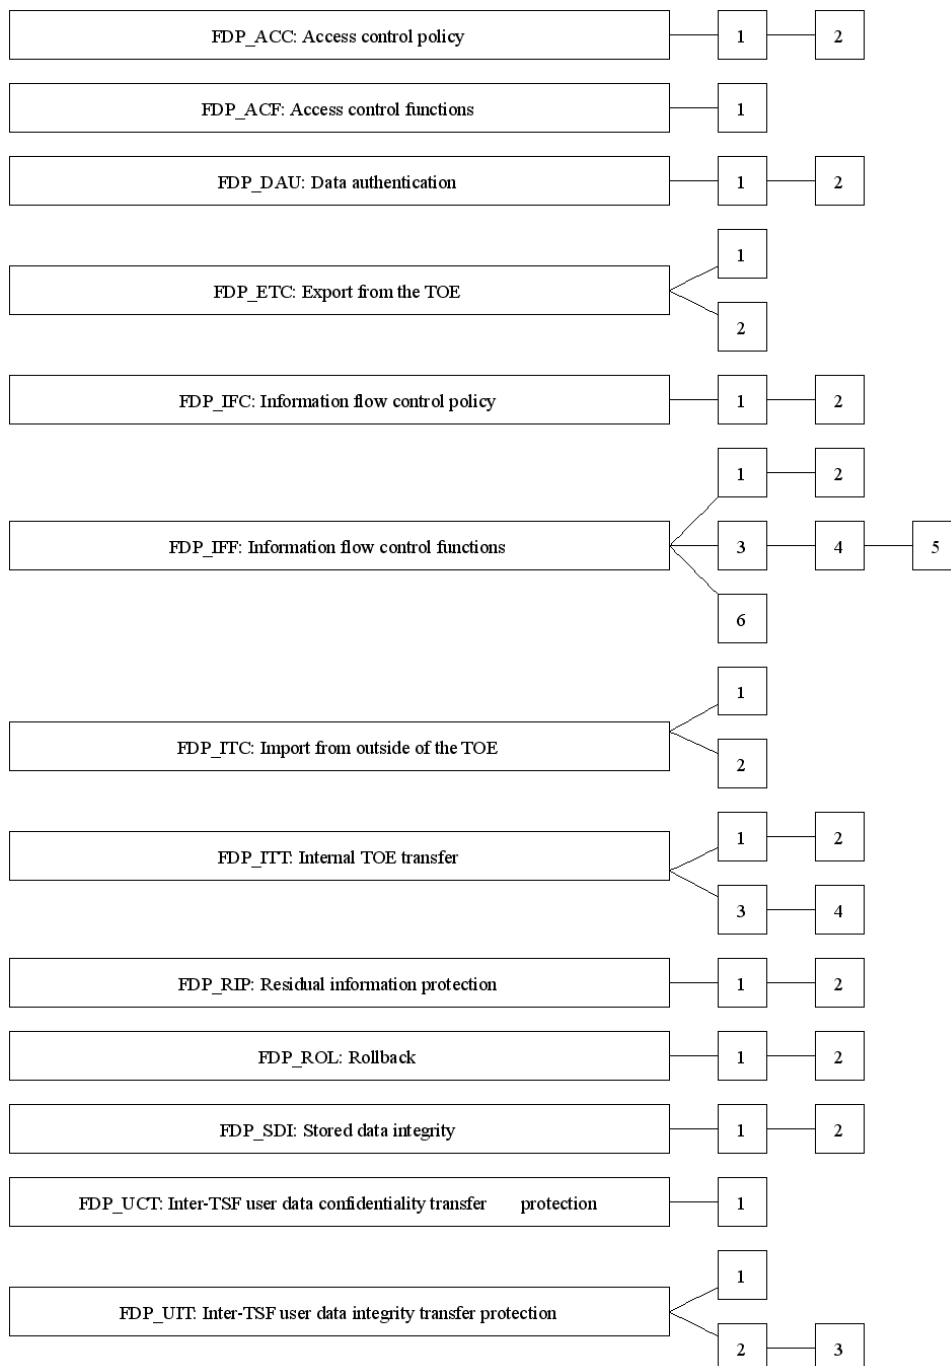 FDP_ACC: Access control policy 1 2
FDP_ACF: Access control functions 1
FDP_DAU: Data authentication 1 2
1
FDP_ETC: Export from the TOE
2
FDP_IFC: Information flow control policy 1 2
1 2
FDP_IFF: Information flow control functions 3 4 5
6
1
FDP_ITC: Import from outside of the TOE
2
1 2
FDP_ITT: Internal TOE transfer
3 4
FDP_RIP: Residual information protection 1 2
FDP_ROL: Rollback 1 2
FDP_SDI: Stored data integrity 1 2
FDP_UCT: Inter-TSF user data confidentiality transfer protection 1
1
FDP_UIT: Inter-TSF user data integrity transfer protection
2 3